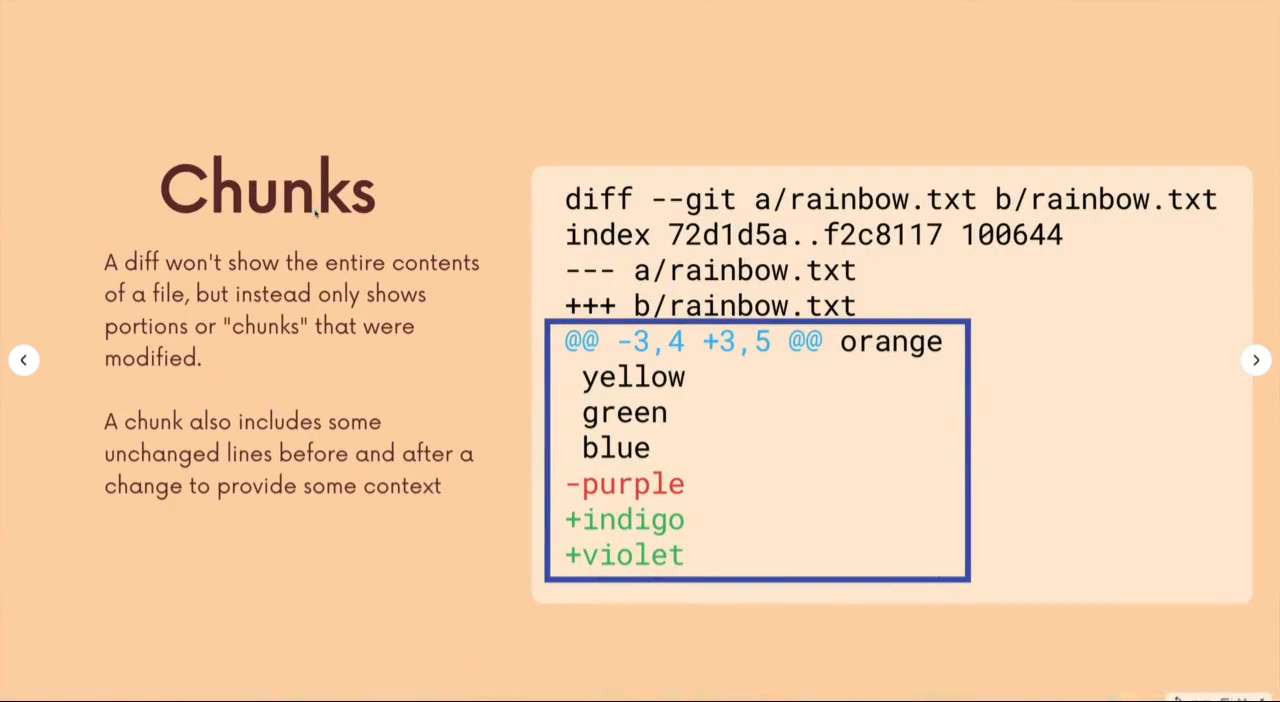 Chunks
A diff won't show the entire contents
of a file, but instead only shows
portions or "chunks" that were
modified.
A chunk also includes some
unchanged lines before and after a
change to provide some context
diff --git a/rainbow.txt b/rainbow.txt
index 72d1d5a..f2c8117 100644
--- a/rainbow.txt
+++ b/rainbow.txt
@@ -3,4 +3,5 @@ orange
 yellow
 green
 blue
-purple
+indigo
+violet